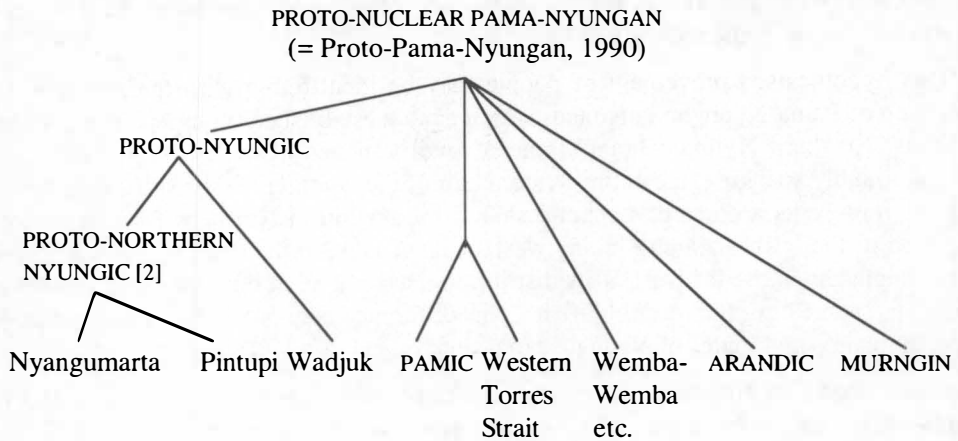 PROTO-NUCLEAR PAMA-NYUNGAN
(= Proto-Pama-Nyungan, 1990)
PROTO-NYUNGIC
PROTO-NORTHERN
NYUNGIC [2]
Nyangumarta Pintupi Wadjuk PAMIC Western Wemba- ARANDIC MURNGIN
Torres Wemba
Strait etc.